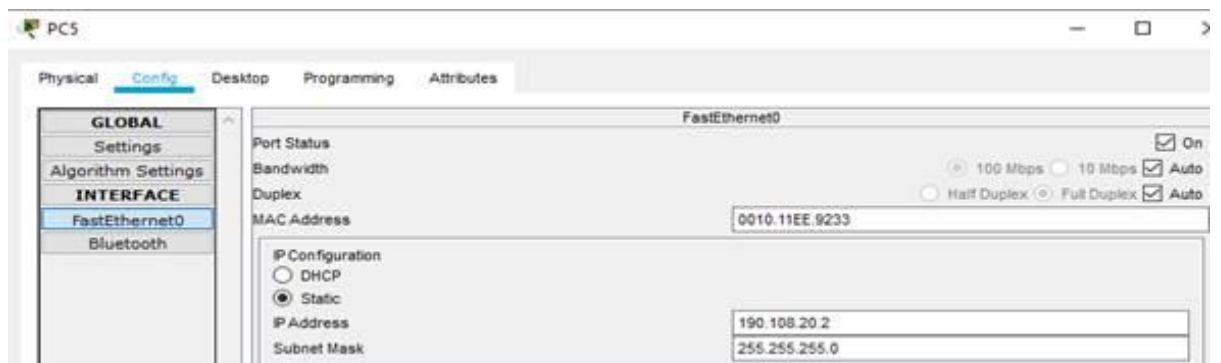 PC5
Physical Config Desktop Programming Attributes
GLOBAL
Settings
Algorithm Settings
INTERFACE
FastEthernet0
Bluetooth
FastEthernet0
Port Status On
Bandwidth 100 Mbps 10 Mbps Auto
Duplex Half Duplex Full Duplex Auto
MAC Address 0010.11EE.9233
IP Configuration
DHCP
Static
IP Address 190.108.20.2
Subnet Mask 255.255.255.0